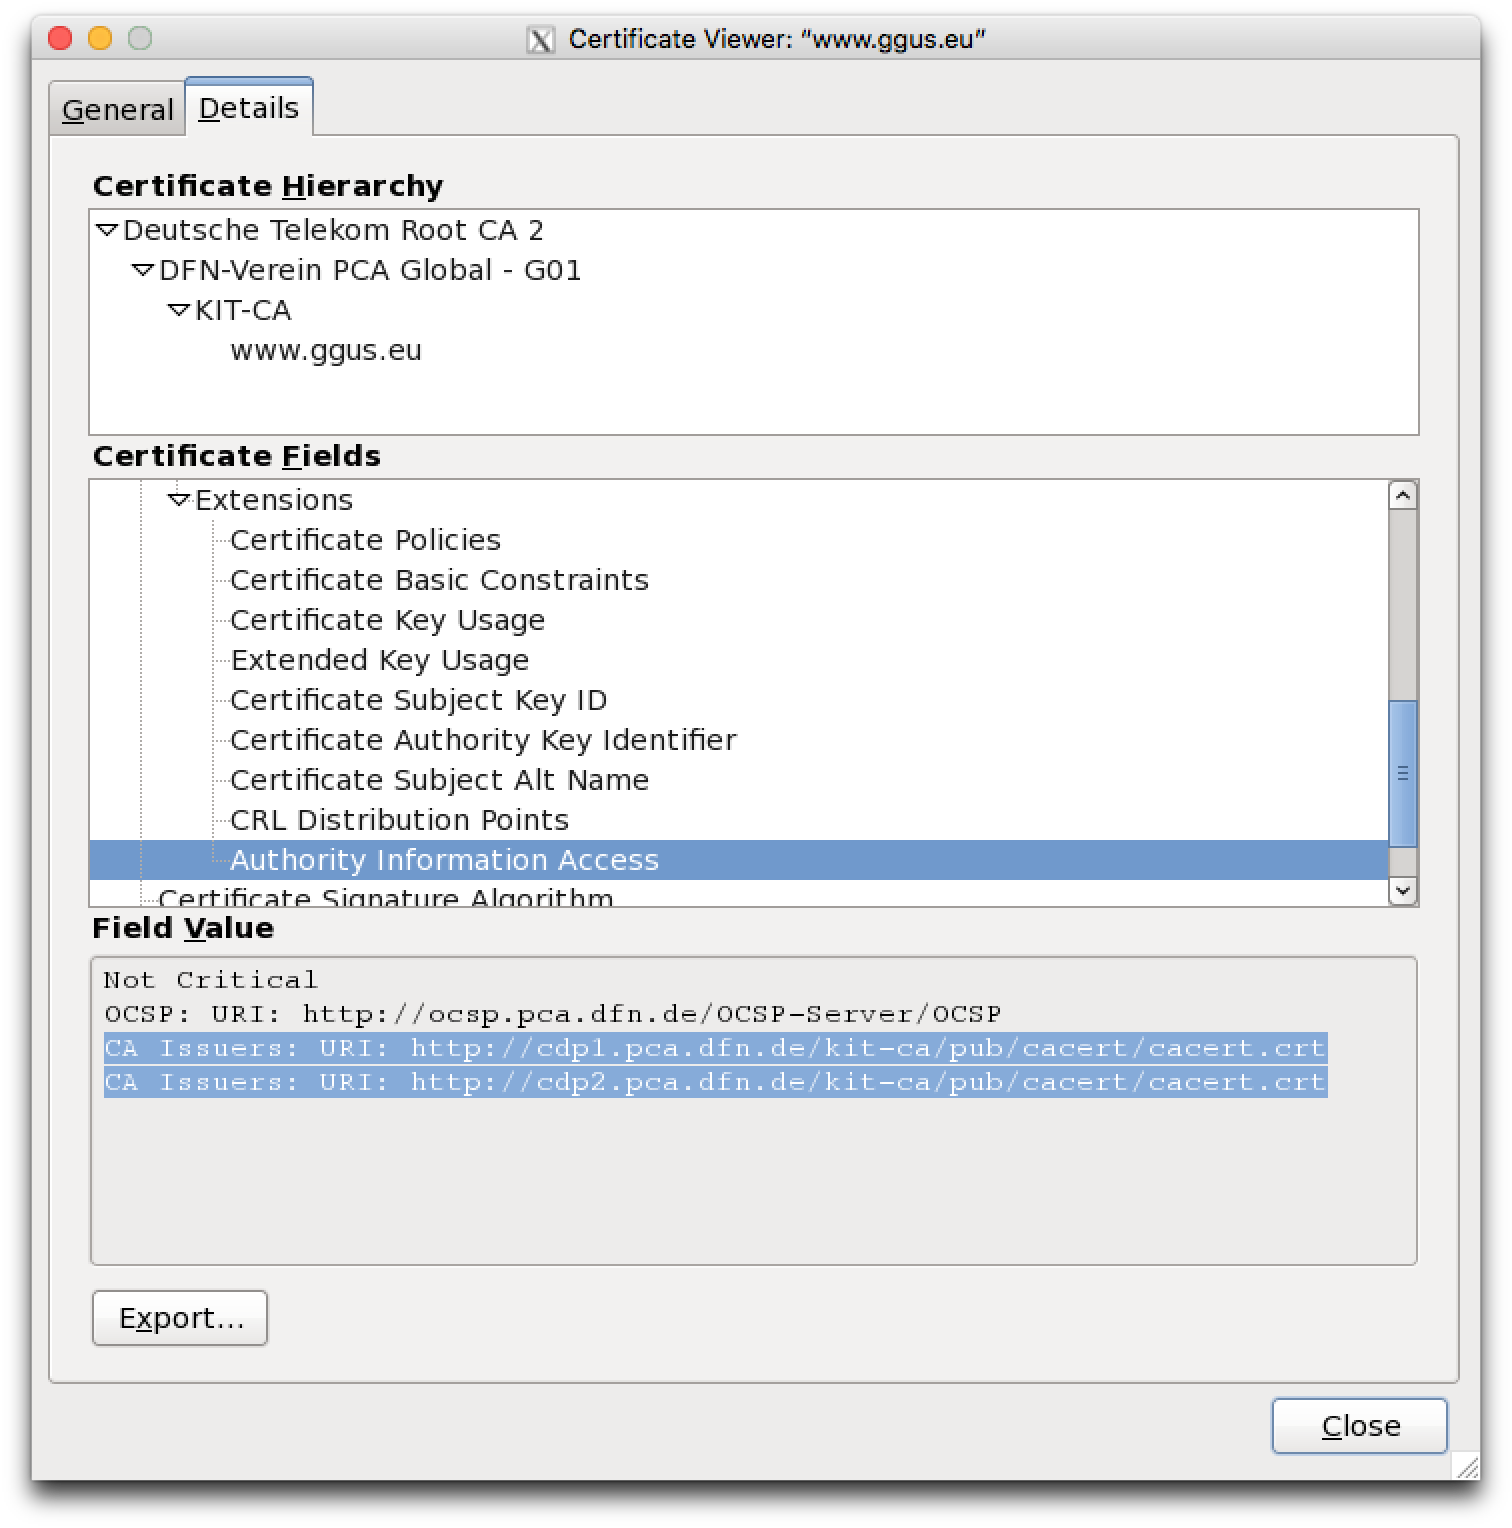 Certificate Viewer: “www.ggus.eu”
General
Details
Certificate Hierarchy
Deutsche Telekom Root CA 2
DFN-Verein PCA Global - G01
KIT-CA
www.ggus.eu
Certificate Fields
Extensions
Certificate Policies
Certificate Basic Constraints
Certificate Key Usage
Extended Key Usage
Certificate Subject Key ID
Certificate Authority Key Identifier
Certificate Subject Alt Name
CRL Distribution Points
Authority Information Access
Certificate Signature Algorithm
Field Value
Not Critical
OCSP: URI: http://ocsp.pca.dfn.de/OCSP-Server/OCSP
CA Issuers: URI: http://cdp1.pca.dfn.de/kit-ca/pub/cacert/cacert.crt
CA Issuers: URI: http://cdp2.pca.dfn.de/kit-ca/pub/cacert/cacert.crt
Export...
Close